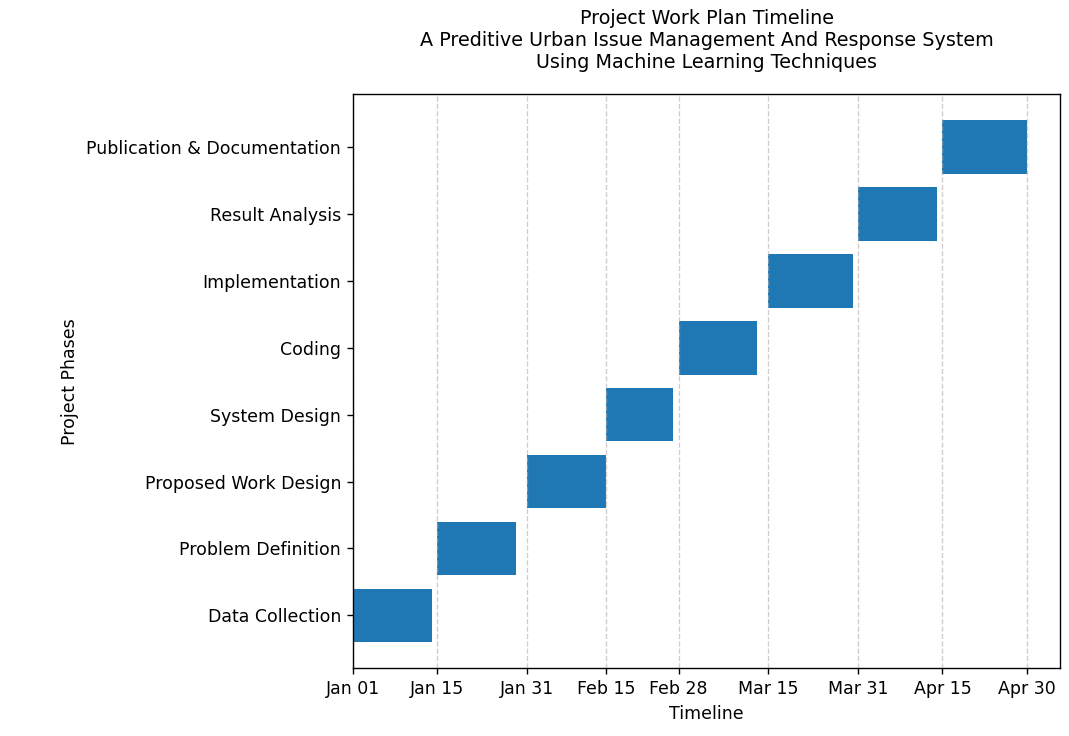 Project Work Plan Timeline
A Preditive Urban Issue Management And Response System
Using Machine Learning Techniques
Publication & Documentation
Result Analysis
Implementation
Coding
System Design
Proposed Work Design
Problem Definition
Data Collection
Project Phases
Jan 01 Jan 15 Jan 31 Feb 15 Feb 28 Mar 15 Mar 31 Apr 15 Apr 30
Timeline